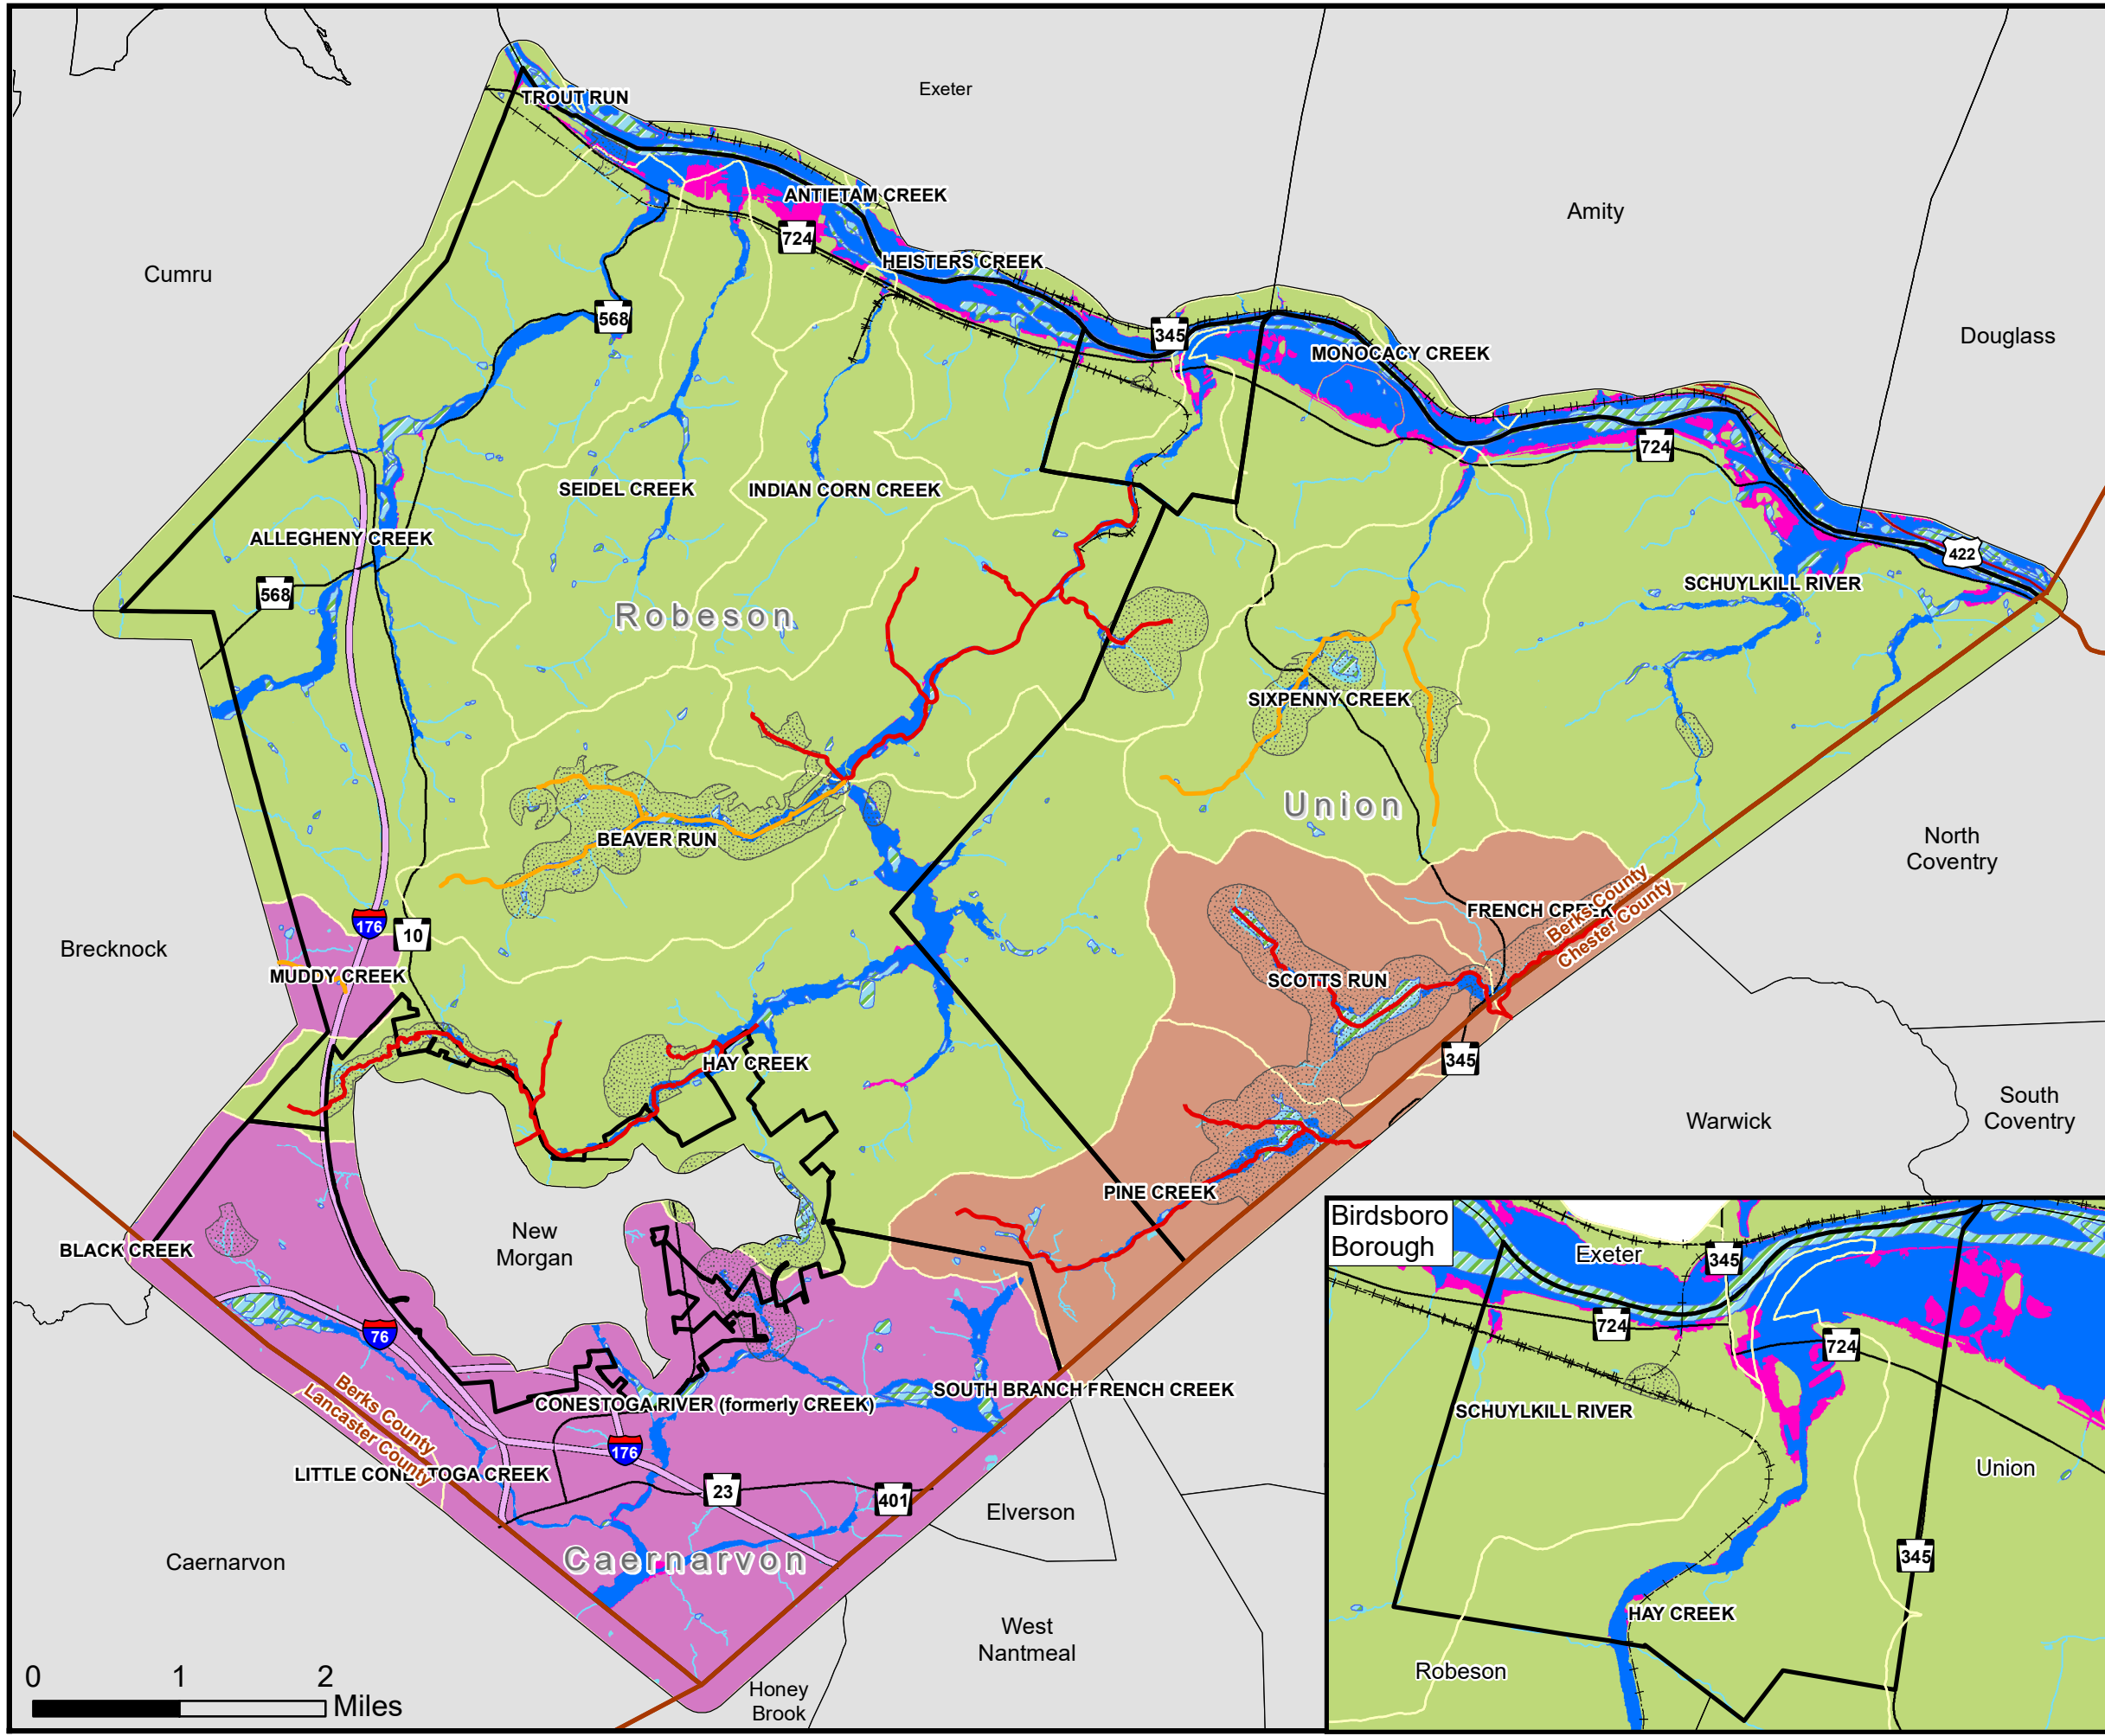 Exeter
TROUT RUN
Amity
ANTIETAM CREEK
724
Cumru
HEISTERS CREEK
568
345
Douglass
MONOCACY CREEK
724
SEIDEL CREEK
INDIAN CORN CREEK
ALLEGHENY CREEK
422
SCHUYLKILL RIVER
568
Robeson
SIXPENNY CREEK
Union
BEAVER RUN
North
Coventry
FRENCH CREEK
Berks County
Chester County
176
10
Brecknock
MUDDY CREEK
SCOTTS RUN
HAY CREEK
345
South
Coventry
Warwick
PINE CREEK
New
Morgan
BLACK CREEK
76
SOUTH BRANCH FRENCH CREEK
CONESTOGA RIVER (formerly CREEK)
Berks County
Lancaster County
176
LITTLE CONESTOGA CREEK
23
401
Elverson
Caernarvon
Caernarvon
West
Nantmeal
Honey
Brook
0 1 2
Miles
Birdsboro
Borough
Exeter
345
724
724
SCHUYLKILL RIVER
Union
345
HAY CREEK
Robeson